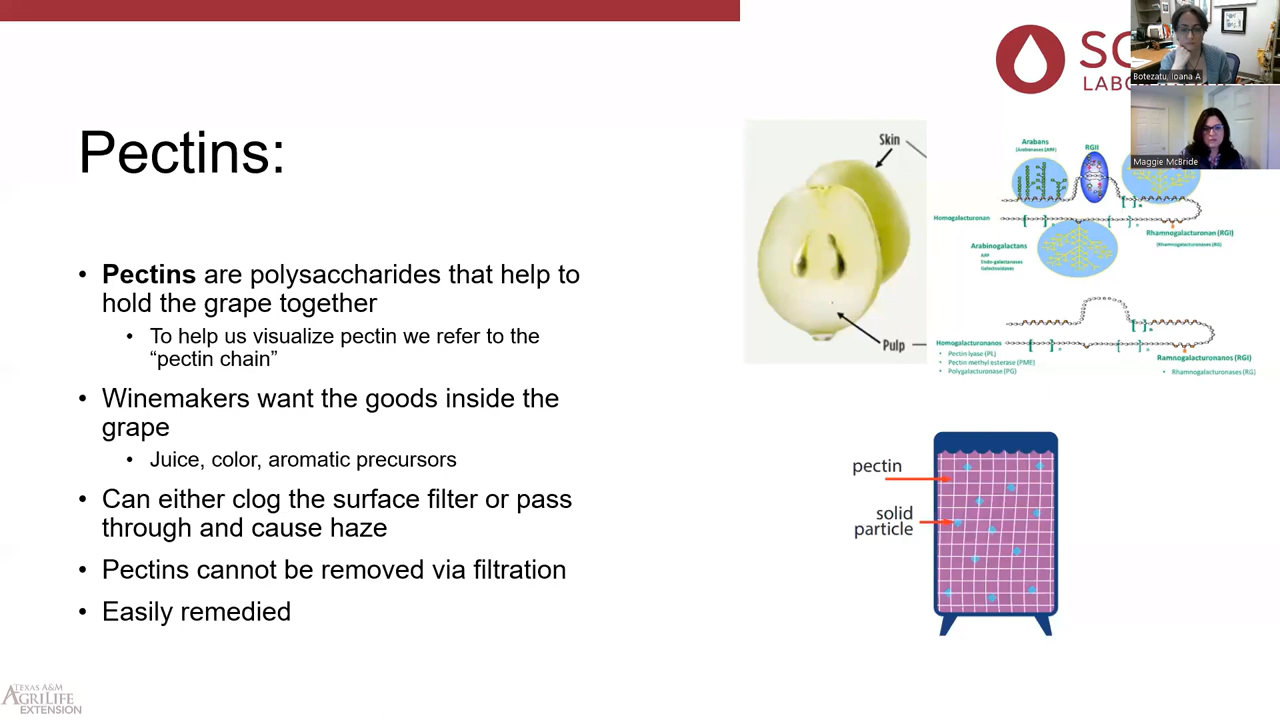 Pectins:
• Pectins are polysaccharides that help to
hold the grape together
• To help us visualize pectin we refer to the
“pectin chain”
• Winemakers want the goods inside the
grape
• Juice, color, aromatic precursors
• Can either clog the surface filter or pass
through and cause haze
• Pectins cannot be removed via filtration
• Easily remedied
Skin
Pulp
Arabans
RGII
Homogalacturonan
Rhamnogalacturonan (RGI)
(Rhamnogalacturonases (RG)
Arabinogalactans
Endo-galactanases
Homogalacturonanos
• Pectin lyase (PL)
• Pectin methyl esterase (PME)
• Polygalacturonase (PG)
Ramnogalacturonanos (RGI)
• Rhamnogalacturonases (RG)
pectin
solid
particle
Botezatu, Ioana A
Maggie McBride
TEXAS A&M
AGRILIFE
EXTENSION